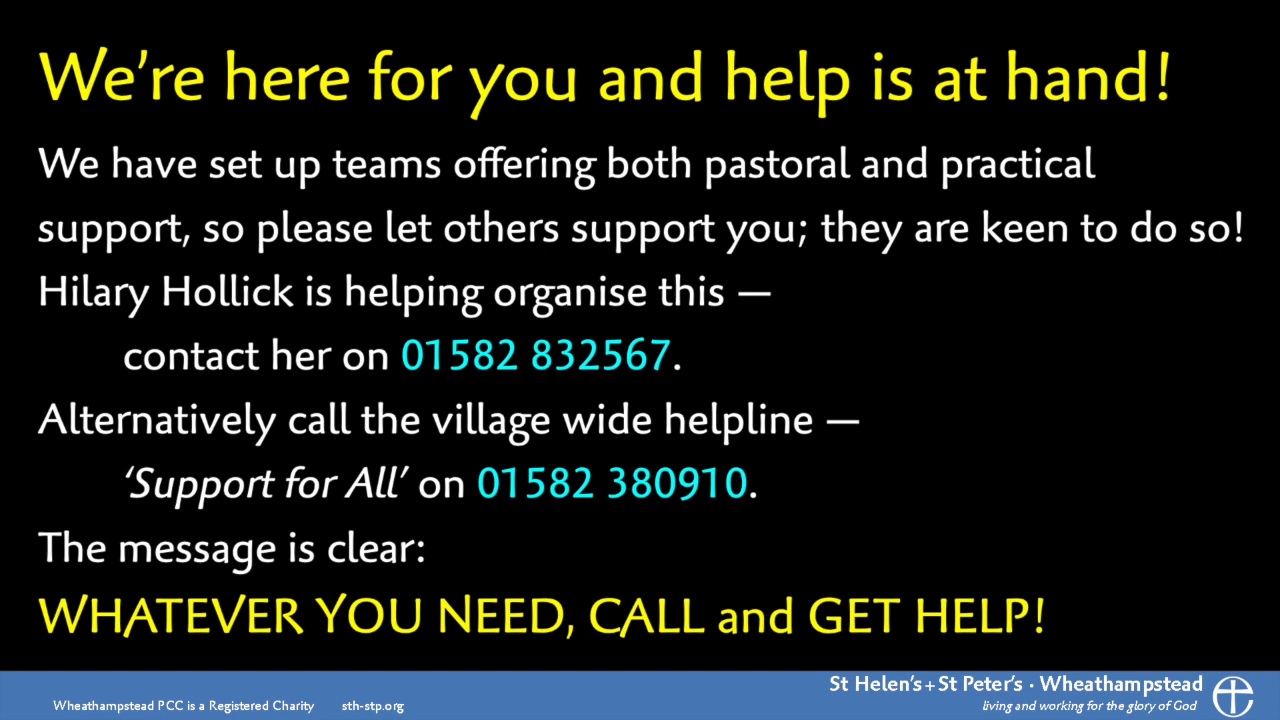 We're here for you and help is at hand!
We have set up teams offering both pastoral and practical
support, so please let others support you; they are keen to do so!
Hilary Hollick is helping organise this —
contact her on 01582 832567.
Alternatively call the village wide helpline —
‘Support for All’ on 01582 380910.
The message is clear:
WHATEVER YOU NEED, CALL and GET HELP!
St Helen's+St Peter's · Wheathampstead
Wheathampstead PCC is a Registered Charity sth-stp.org living and working for the glory of God